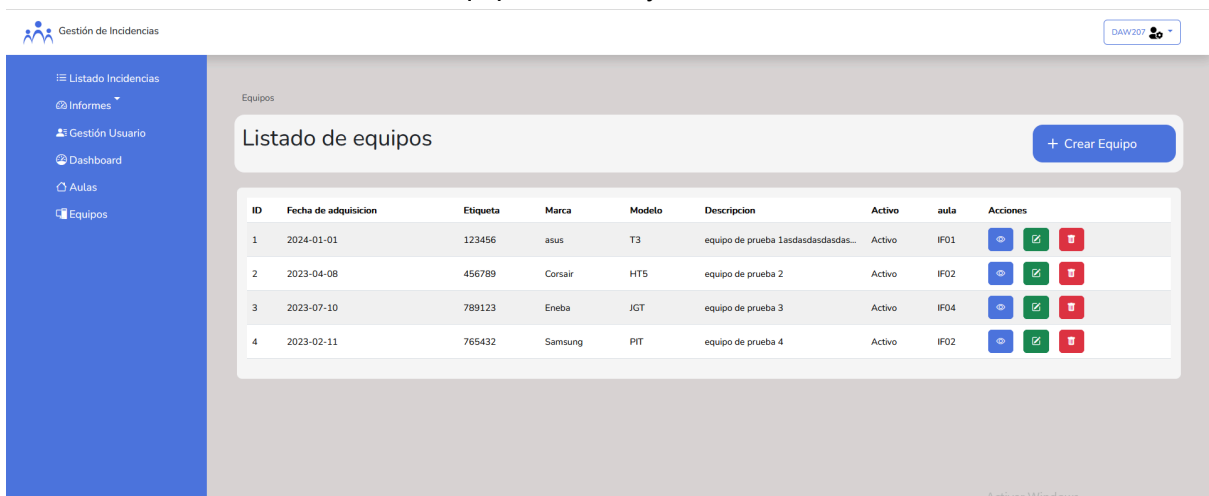 Gestión de Incidencias
DAW207
Listado Incidencias
Informes
Gestión Usuario
Dashboard
Aulas
Equipos
Equipos
Listado de equipos
+ Crear Equipo
ID Fecha de adquisicion Etiqueta Marca Modelo Descripcion Activo aula Acciones
1 2024-01-01 123456 asus T3 equipo de prueba 1asdasdasdasdas... Activo IF01
2 2023-04-08 456789 Corsair HT5 equipo de prueba 2 Activo IF02
3 2023-07-10 789123 Eneba JGT equipo de prueba 3 Activo IF04
4 2023-02-11 765432 Samsung PIT equipo de prueba 4 Activo IF02